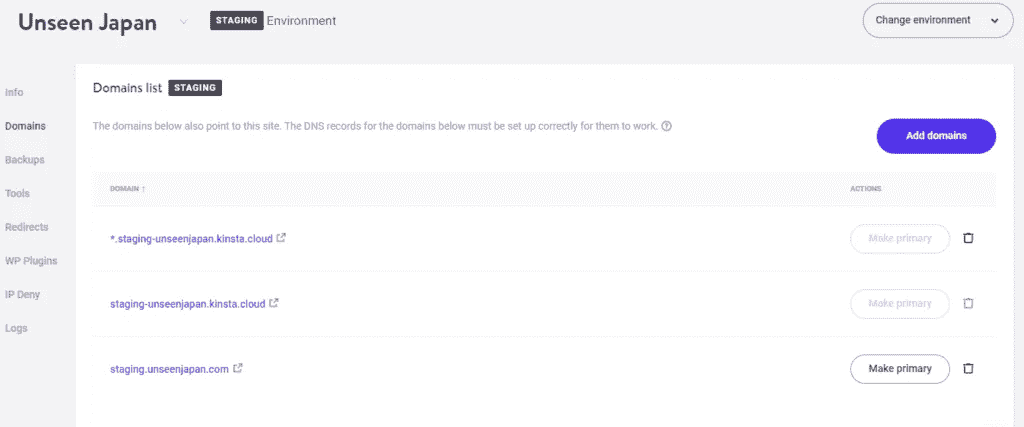 Unseen Japan
STAGING Environment
Change environment
Info
Domains
Backups
Tools
Redirects
WP Plugins
IP Deny
Logs
Domains list STAGING
The domains below also point to this site. The DNS records for the domains below must be set up correctly for them to work.
Add domains
DOMAIN ↑ ACTIONS
*.staging-unseenjapan.kinsta.cloud Make primary
staging-unseenjapan.kinsta.cloud Make primary
staging.unseenjapan.com Make primary